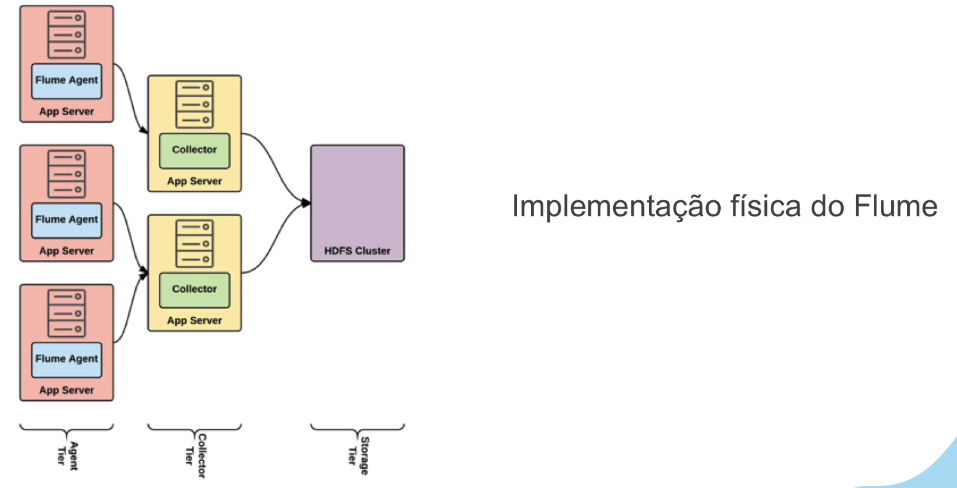 Flume Agent
App Server
Flume Agent
App Server
Flume Agent
App Server
Collector
App Server
Collector
App Server
HDFS Cluster
Agent
Tier
Collector
Tier
Storage
Tier
Implementação física do Flume